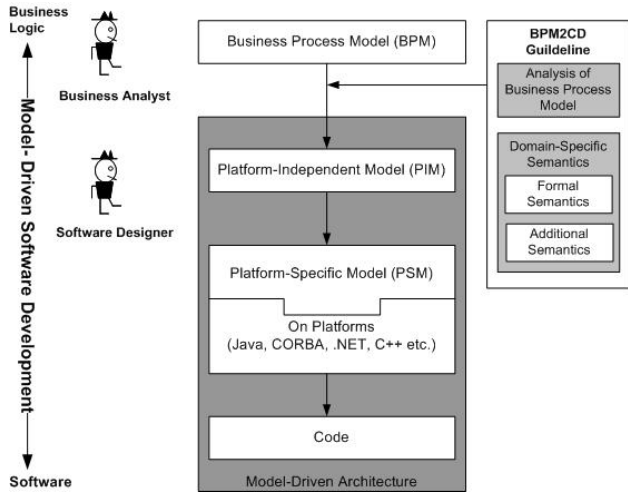 Business
Logic
Model- Driven Software Development
Software
Business Analyst
Software Designer
Business Process Model (BPM)
Platform-Independent Model (PIM)
Platform-Specific Model (PSM)
On Platforms
(Java, CORBA, .NET, C++ etc.)
Code
Model-Driven Architecture
BPM2CD
Guildeline
Analysis of
Business Process
Model
Domain-Specific
Semantics
Formal
Semantics
Additional
Semantics